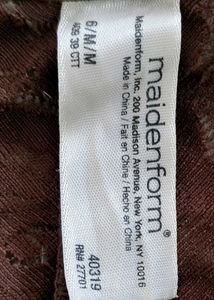 maidenform®
Maidenform, Inc. 200 Madison Avenue, New York, NY 10016
Made in China / Fait en Chine / Hecho en China
6/M/M
40319
RN# 27701